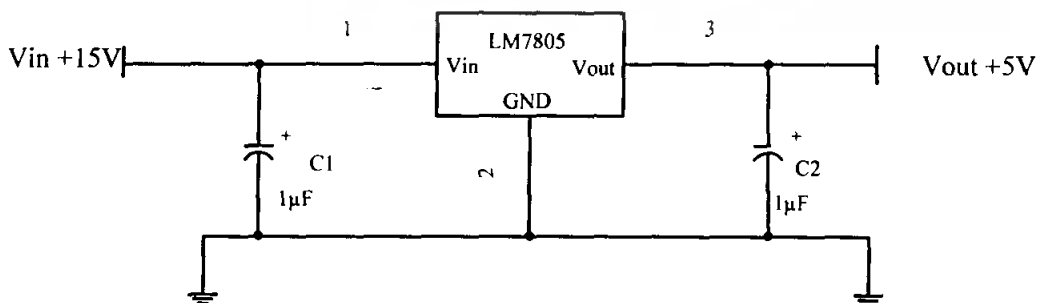 1
LM7805
3
Vin +15V
Vin
Vout
Vout +5V
GND
+
C1
1µF
2
+
C2
1µF